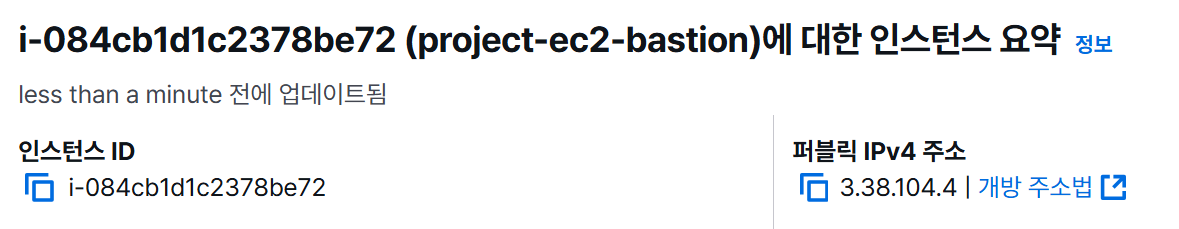 i-084cb1d1c2378be72 (project-ec2-bastion)에 대한 인스턴스 요약 정보
less than a minute 전에 업데이트됨
인스턴스 ID
i-084cb1d1c2378be72
퍼블릭 IPv4 주소
3.38.104.4 | 개방 주소법